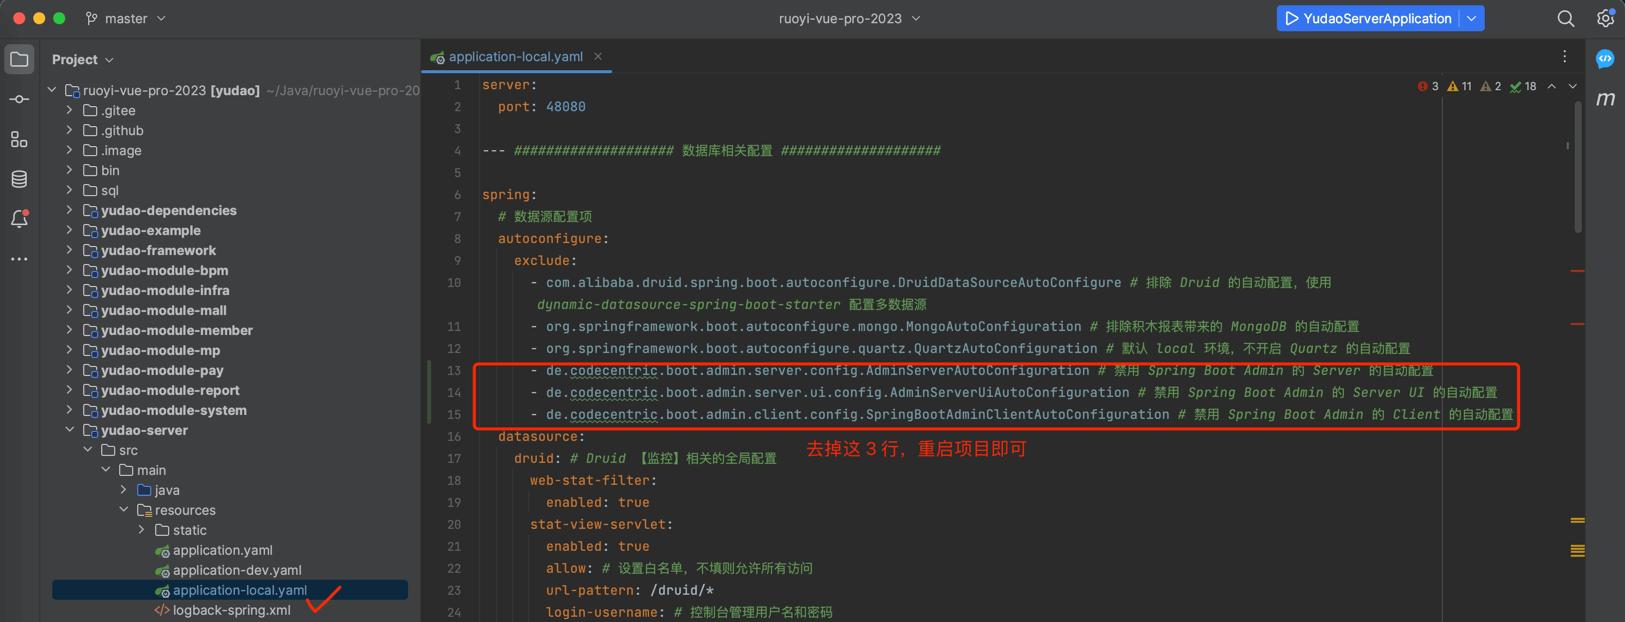 master
ruoyi-vue-pro-2023
YudaoServerApplication
Project
application-local.yaml
ruoyi-vue-pro-2023 [yudao] ~/Java/ruoyi-vue-pro-20
.gitee
.github
.image
bin
sql
yudao-dependencies
yudao-example
yudao-framework
yudao-module-bpm
yudao-module-infra
yudao-module-mall
yudao-module-member
yudao-module-mp
yudao-module-pay
yudao-module-report
yudao-module-system
yudao-server
src
main
java
resources
static
application.yaml
application-dev.yaml
application-local.yaml
logback-spring.xml
3 11 2 18
m
1 server:
2 port: 48080
3
4 --- #################### 数据库相关配置 ####################
5
6 spring:
7 # 数据源配置项
8 autoconfigure:
9 exclude:
10 - com.alibaba.druid.spring.boot.autoconfigure.DruidDataSourceAutoConfigure # 排除 Druid 的自动配置，使用
dynamic-datasource-spring-boot-starter 配置多数据源
11 - org.springframework.boot.autoconfigure.mongo.MongoAutoConfiguration # 排除积木报表带来的 MongoDB 的自动配置
12 - org.springframework.boot.autoconfigure.quartz.QuartzAutoConfiguration # 默认 local 环境，不开启 Quartz 的自动配置
13 - de.codecentric.boot.admin.server.config.AdminServerAutoConfiguration # 禁用 Spring Boot Admin 的 Server 的自动配置
14 - de.codecentric.boot.admin.server.ui.config.AdminServerUiAutoConfiguration # 禁用 Spring Boot Admin 的 Server UI 的自动配置
15 - de.codecentric.boot.admin.client.config.SpringBootAdminClientAutoConfiguration # 禁用 Spring Boot Admin 的 Client 的自动配置
16 datasource:
去掉这 3 行，重启项目即可
17 druid: # Druid 【监控】相关的全局配置
18 web-stat-filter:
19 enabled: true
20 stat-view-servlet:
21 enabled: true
22 allow: # 设置白名单，不填则允许所有访问
23 url-pattern: /druid/*
24 login-username: # 控制台管理用户名和密码